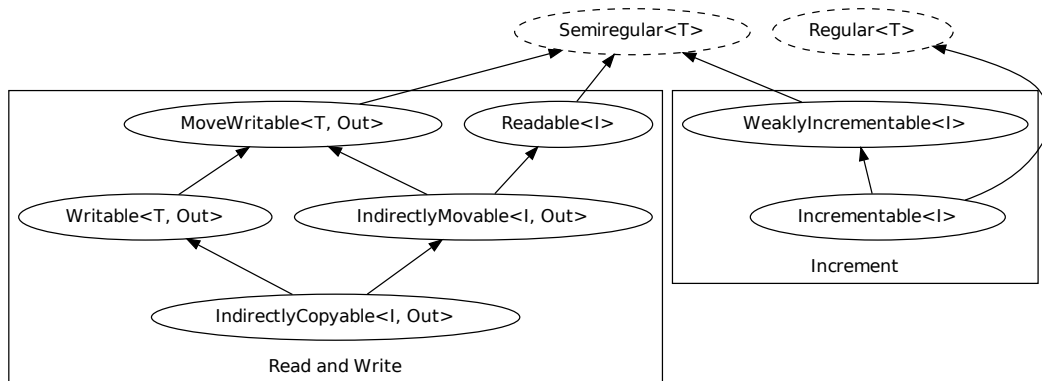 Semiregular<T>
Regular<T>
MoveWritable<T, Out>
Readable<I>
WeaklyIncrementable<I>
Writable<T, Out>
IndirectlyMovable<I, Out>
Incrementable<I>
Increment
IndirectlyCopyable<I, Out>
Read and Write